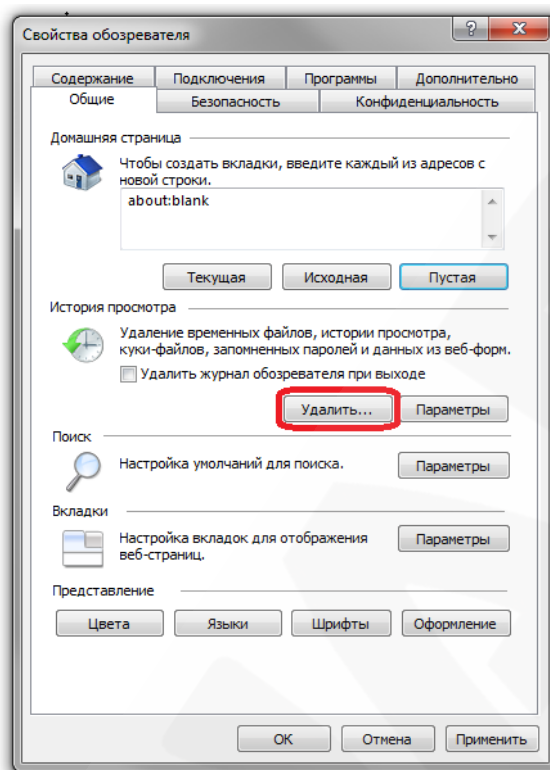 Свойства обозревателя
Содержание Подключения Программы Дополнительно
Общие Безопасность Конфиденциальность
Домашняя страница
Чтобы создать вкладки, введите каждый из адресов с
новой строки.
about:blank
Текущая Исходная Пустая
История просмотра
Удаление временных файлов, истории просмотра,
куки-файлов, запомненных паролей и данных из веб-форм.
Удалить журнал обозревателя при выходе
Удалить... Параметры
Поиск
Настройка умолчаний для поиска. Параметры
Вкладки
Настройка вкладок для отображения
веб-страниц. Параметры
Представление
Цвета Языки Шрифты Оформление
ОК Отмена Применить